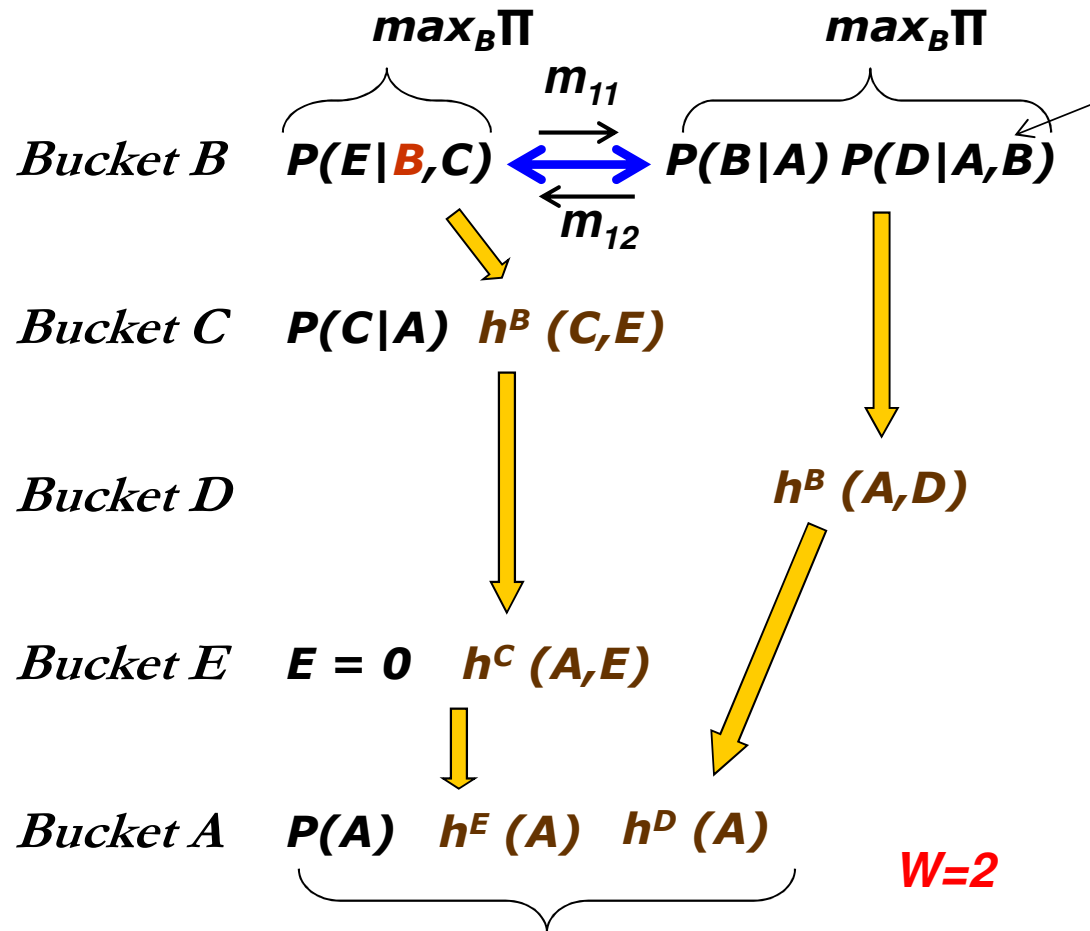 max_B∏ max_B∏
m_11
Bucket B P(E|B,C) P(B|A) P(D|A,B)
m_12
Bucket C P(C|A) h^B (C,E)
Bucket D h^B (A,D)
Bucket E E = 0 h^C (A,E)
Bucket A P(A) h^E (A) h^D (A)
W=2